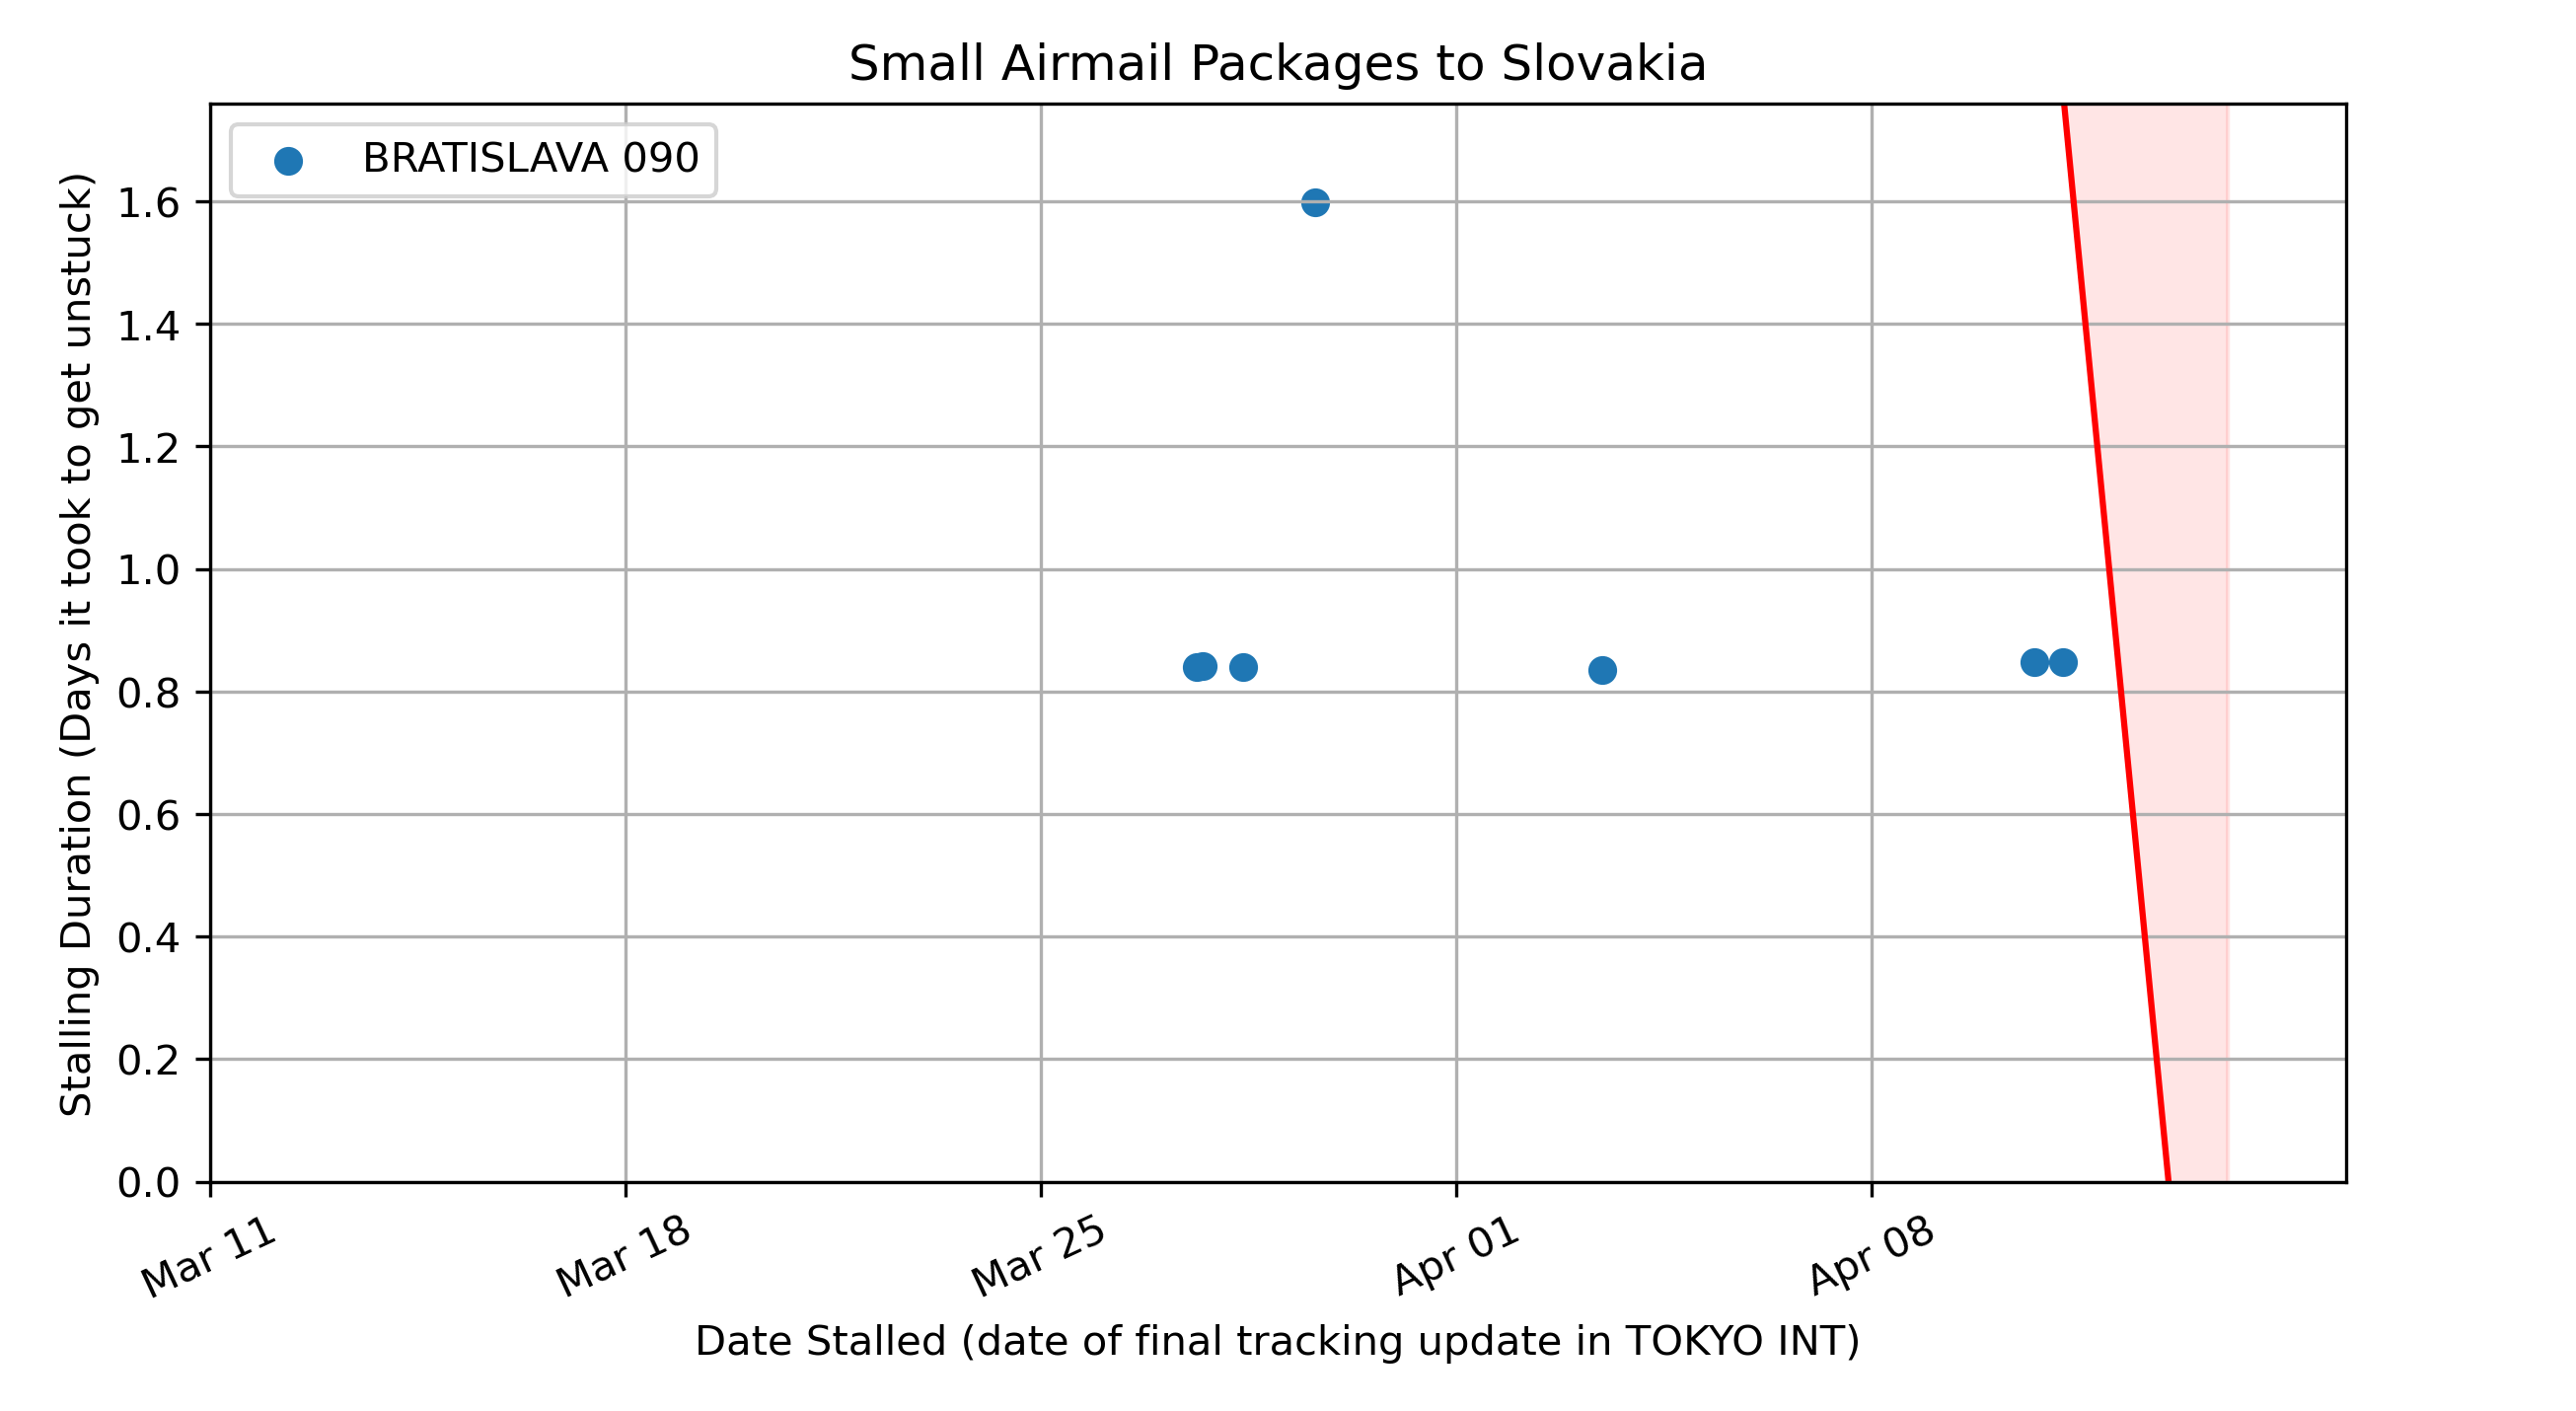 Small Airmail Packages to Slovakia
BRATISLAVA 090
Stalling Duration (Days it took to get unstuck)
1.6
1.4
1.2
1.0
0.8
0.6
0.4
0.2
0.0
Mar 11
Mar 18
Mar 25
Apr 01
Apr 08
Date Stalled (date of final tracking update in TOKYO INT)